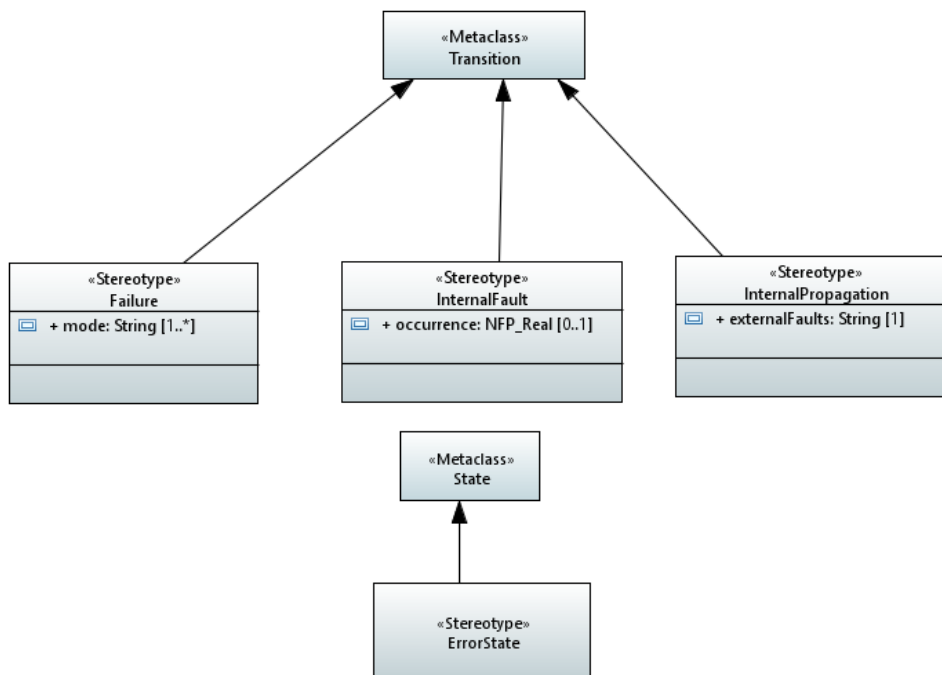 «Metaclass»
Transition
«Stereotype»
Failure
+ mode: String [1..*]
«Stereotype»
InternalFault
+ occurrence: NFP_Real [0..1]
«Stereotype»
InternalPropagation
+ externalFaults: String [1]
«Metaclass»
State
«Stereotype»
ErrorState